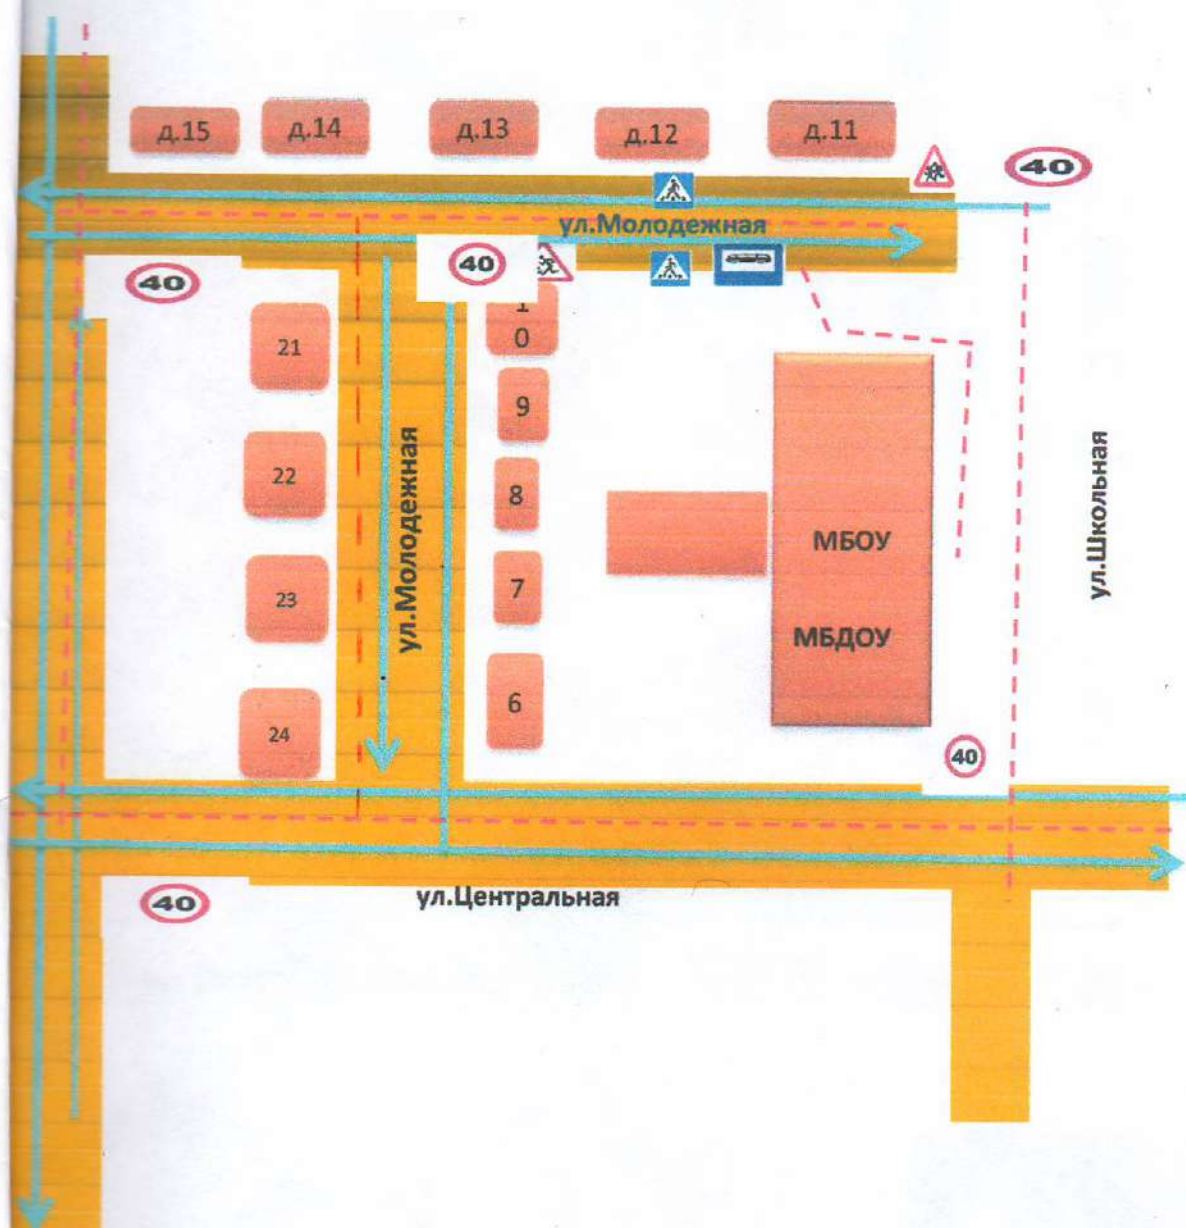 д.15
д.14
д.13
д.12
д.11
40
ул.Молодежная
40
40
1
0
21
9
22
8
ул.Молодежная
ул.Школьная
МБОУ
23
7
МБДОУ
6
24
40
ул.Центральная
40